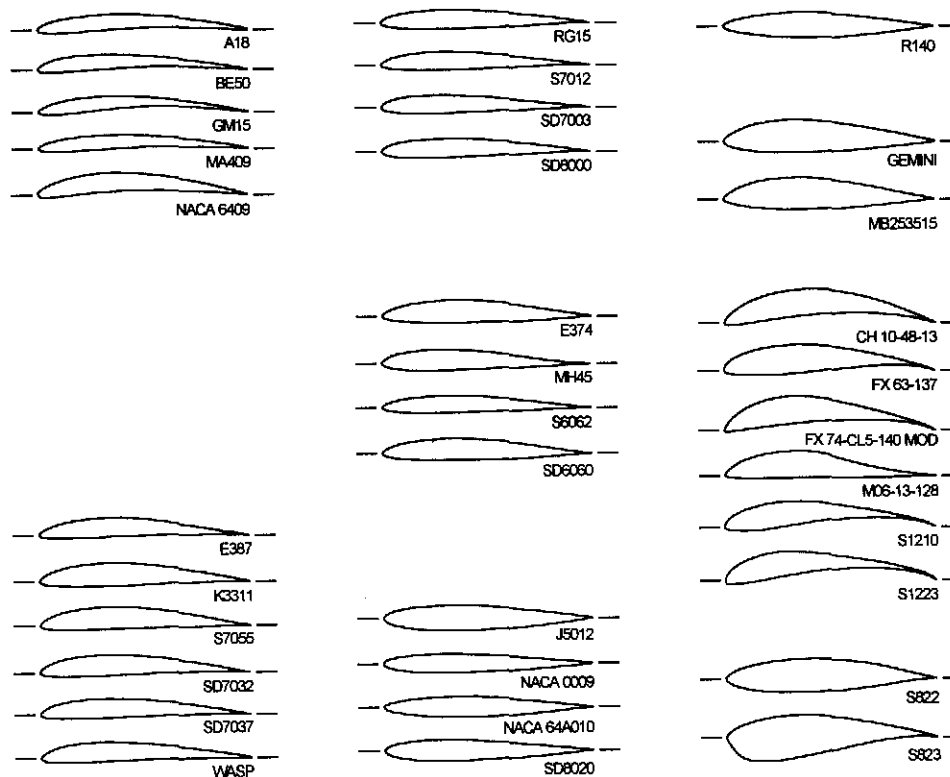 A18
BE50
GM15
MA409
NACA 6409
E387
K3311
S7055
SD7032
SD7037
WASP
RG15
S7012
SD7003
SD8000
E374
MH45
S6062
SD6060
J5012
NACA 0009
NACA 64A010
SD8020
R140
GEMINI
MB253515
CH 10-48-13
FX 63-137
FX 74-CL5-140 MOD
M06-13-128
S1210
S1223
S822
S823